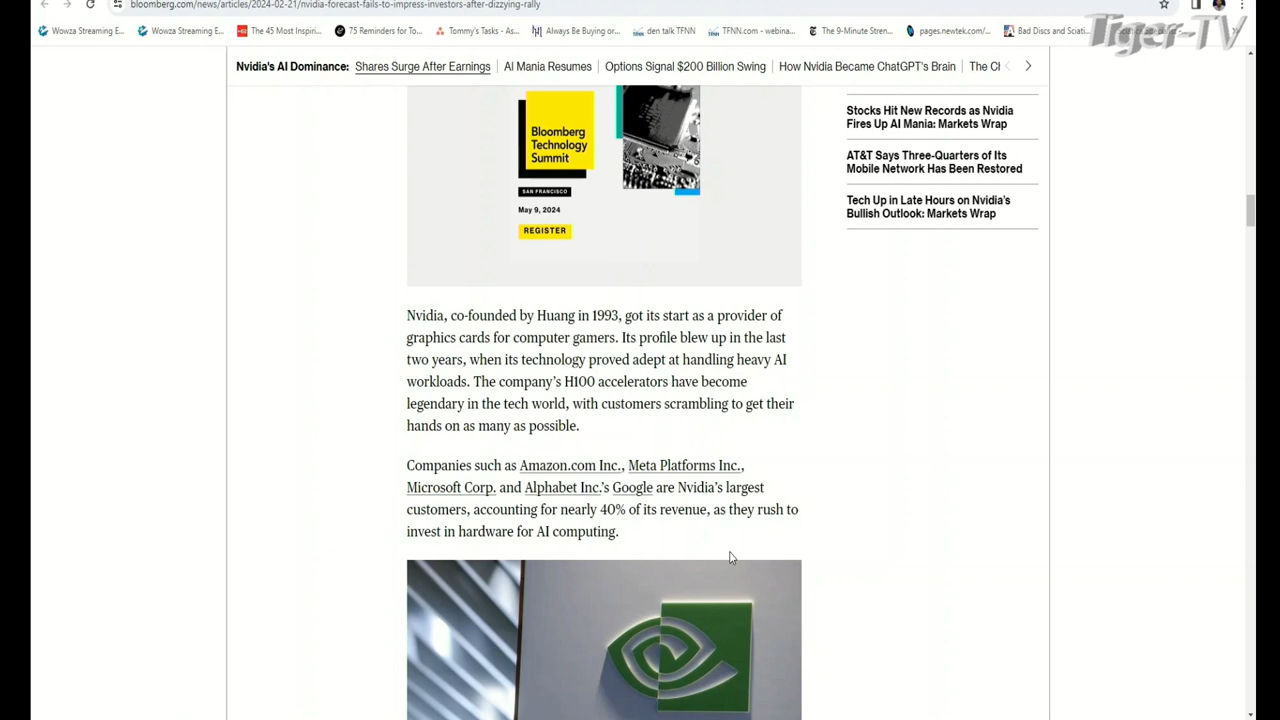 bloomberg.com/news/articles/2024-02-21/nvidia-forecast-fails-to-impress-investors-after-dizzying-rally
Tiger-TV
Wowza Streaming E... Wowza Streaming E... The 45 Most Inspiri... 75 Reminders for To... Tommy's Tasks - As... Always Be Buying or... den talk TFNN TFNN.com - webina... The 9-Minute Stren... pages.newtek.com/... Bad Discs and Sciati...
Nvidia's AI Dominance: Shares Surge After Earnings AI Mania Resumes Options Signal $200 Billion Swing How Nvidia Became ChatGPT's Brain The Cl
Bloomberg
Technology
Summit
SAN FRANCISCO
May 9, 2024
REGISTER
Stocks Hit New Records as Nvidia
Fires Up AI Mania: Markets Wrap
AT&T Says Three-Quarters of Its
Mobile Network Has Been Restored
Tech Up in Late Hours on Nvidia's
Bullish Outlook: Markets Wrap
Nvidia, co-founded by Huang in 1993, got its start as a provider of
graphics cards for computer gamers. Its profile blew up in the last
two years, when its technology proved adept at handling heavy AI
workloads. The company's H100 accelerators have become
legendary in the tech world, with customers scrambling to get their
hands on as many as possible.
Companies such as Amazon.com Inc., Meta Platforms Inc.,
Microsoft Corp. and Alphabet Inc.'s Google are Nvidia's largest
customers, accounting for nearly 40% of its revenue, as they rush to
invest in hardware for AI computing.